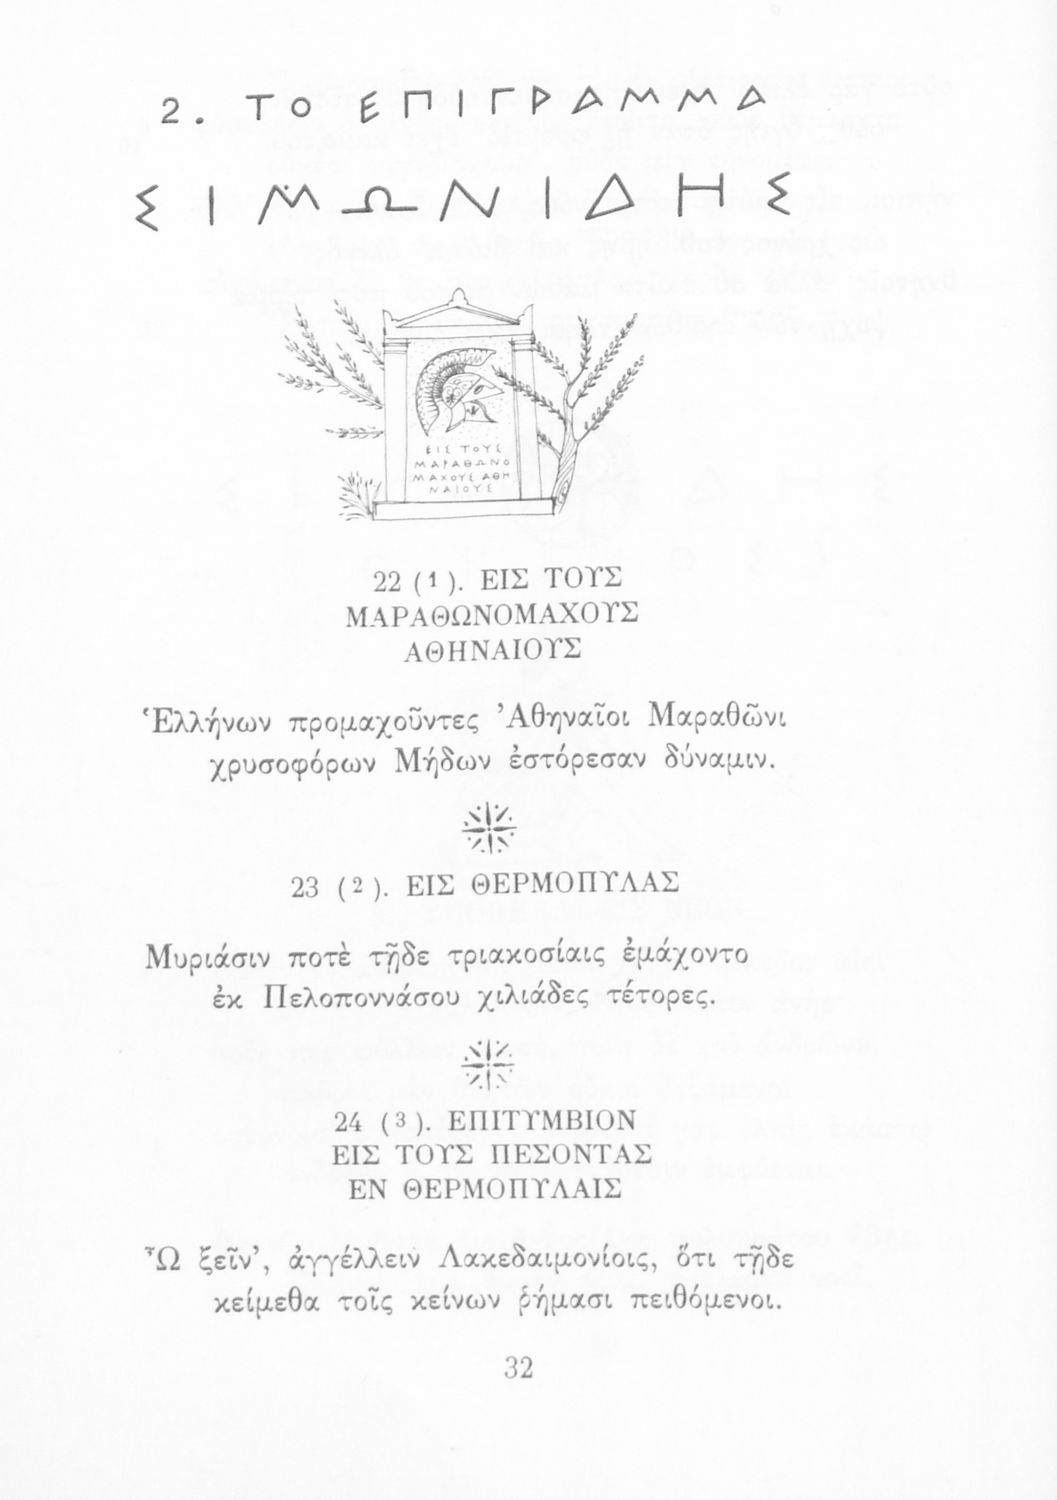 2. ΤΟ ΕΠΙΓΡΑΜΜΑ
ΣΙΜΩΝΙΔΗΣ
ΕΙΣ ΤΟΥΣ
ΜΑΡΑΘΩΝΟ
ΜΑΧΟΥΣ ΑΘΗ
ΝΑΙΟΥΣ
22 (1). ΕΙΣ ΤΟΥΣ
ΜΑΡΑΘΩΝΟΜΑΧΟΥΣ
ΑΘΗΝΑΙΟΥΣ
Ἑλλήνων προμαχοῦντες Ἀθηναῖοι Μαραθῶνι
χρυσοφόρων Μήδων ἐστόρεσαν δύναμιν.
23 (2). ΕΙΣ ΘΕΡΜΟΠΥΛΑΣ
Μυριάσιν ποτὲ τῇδε τριακοσίαις ἐμάχοντο
ἐκ Πελοποννάσου χιλιάδες τέτορες.
24 (3). ΕΠΙΤΥΜΒΙΟΝ
ΕΙΣ ΤΟΥΣ ΠΕΣΟΝΤΑΣ
ΕΝ ΘΕΡΜΟΠΥΛΑΙΣ
Ὦ ξεῖν’, ἀγγέλλειν Λακεδαιμονίοις, ὅτι τῇδε
κείμεθα τοῖς κείνων ῥήμασι πειθόμενοι.
32